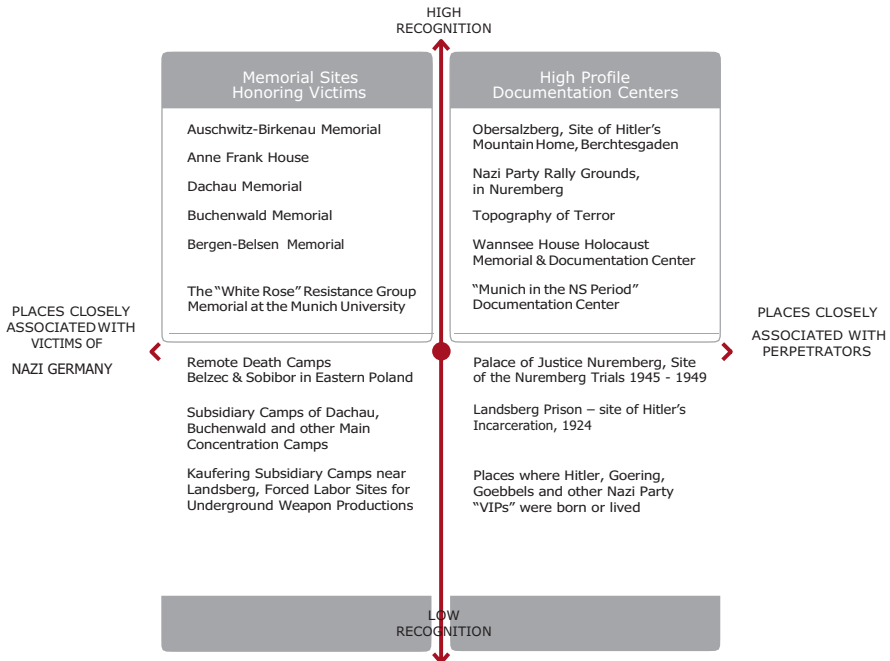 HIGH
RECOGNITION
Memorial Sites
Honoring Victims
High Profile
Documentation Centers
Auschwitz-Birkenau Memorial
Anne Frank House
Dachau Memorial
Buchenwald Memorial
Bergen-Belsen Memorial
The "White Rose" Resistance Group
Memorial at the Munich University
Obersalzberg, Site of Hitler's
Mountain Home, Berchtesgaden
Nazi Party Rally Grounds,
in Nuremberg
Topography of Terror
Wannsee House Holocaust
Memorial & Documentation Center
"Munich in the NS Period"
Documentation Center
PLACES CLOSELY
ASSOCIATED WITH
VICTIMS OF
NAZI GERMANY
PLACES CLOSELY
ASSOCIATED WITH
PERPETRATORS
Remote Death Camps
Belzec & Sobibor in Eastern Poland
Subsidiary Camps of Dachau,
Buchenwald and other Main
Concentration Camps
Kaufering Subsidiary Camps near
Landsberg, Forced Labor Sites for
Underground Weapon Productions
Palace of Justice Nuremberg, Site
of the Nuremberg Trials 1945 - 1949
Landsberg Prison – site of Hitler's
Incarceration, 1924
Places where Hitler, Goering,
Goebbels and other Nazi Party
"VIPs" were born or lived
LOW
RECOGNITION